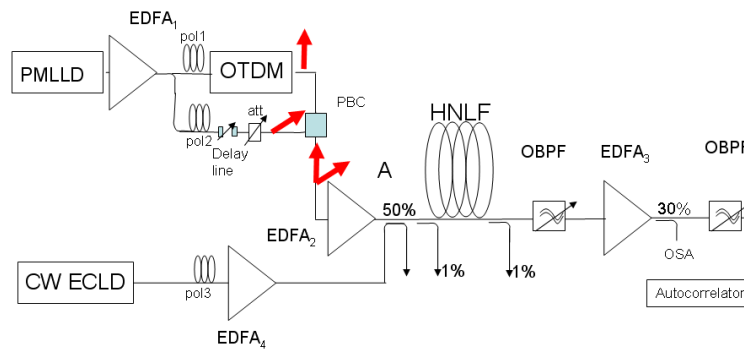 EDFA1
pol1
PMLLD
OTDM
PBC
att
pol2
Delay
line
HNLF
OBPF
EDFA3
OBPF
A
50%
30%
EDFA2
1%
1%
OSA
CW ECLD
pol3
Autocorrelator
EDFA4